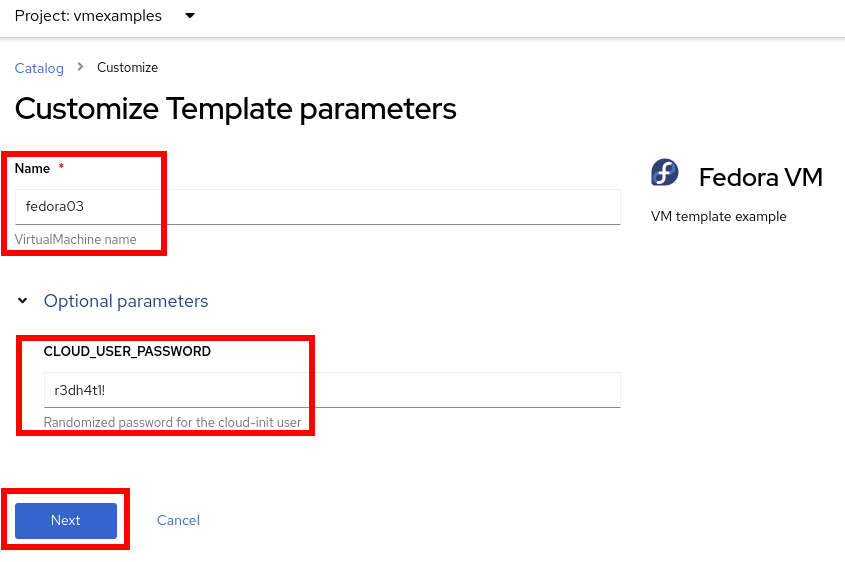 Project: vmexamples
Catalog > Customize
Customize Template parameters
Name *
fedora03
VirtualMachine name
Fedora VM
VM template example
Optional parameters
CLOUD_USER_PASSWORD
r3dh4t1!
Randomized password for the cloud-init user
Next Cancel